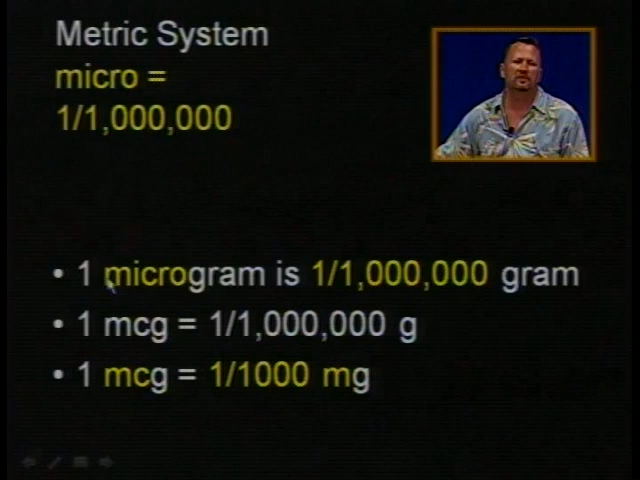 Metric System
micro =
1/1,000,000
• 1 microgram is 1/1,000,000 gram
• 1 mcg = 1/1,000,000 g
• 1 mcg = 1/1000 mg